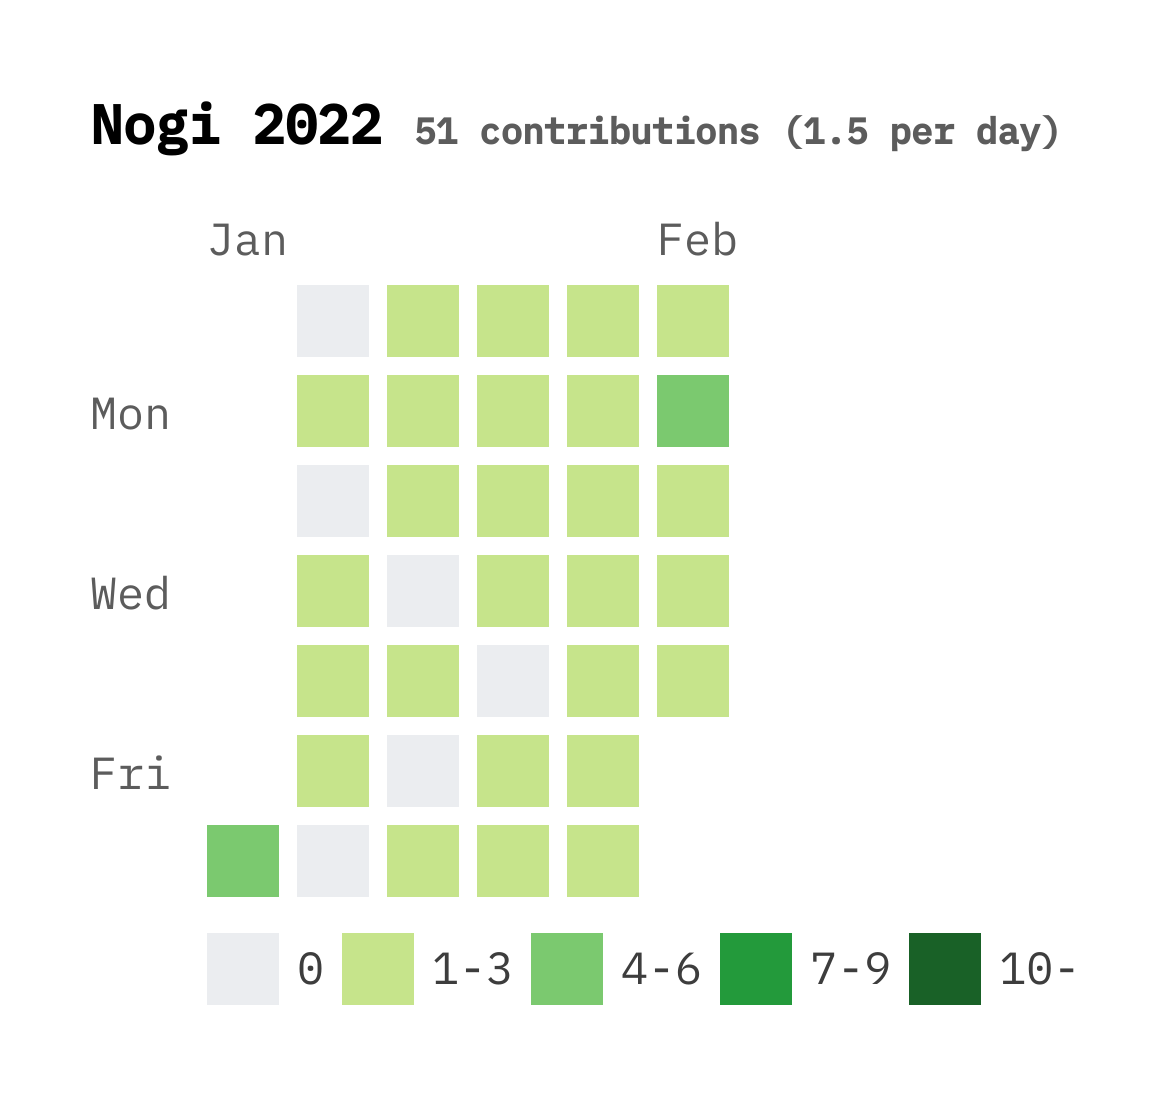 Nogi 2022 51 contributions (1.5 per day)
Jan Feb
Mon
Wed
Fri
0 1-3 4-6 7-9 10-